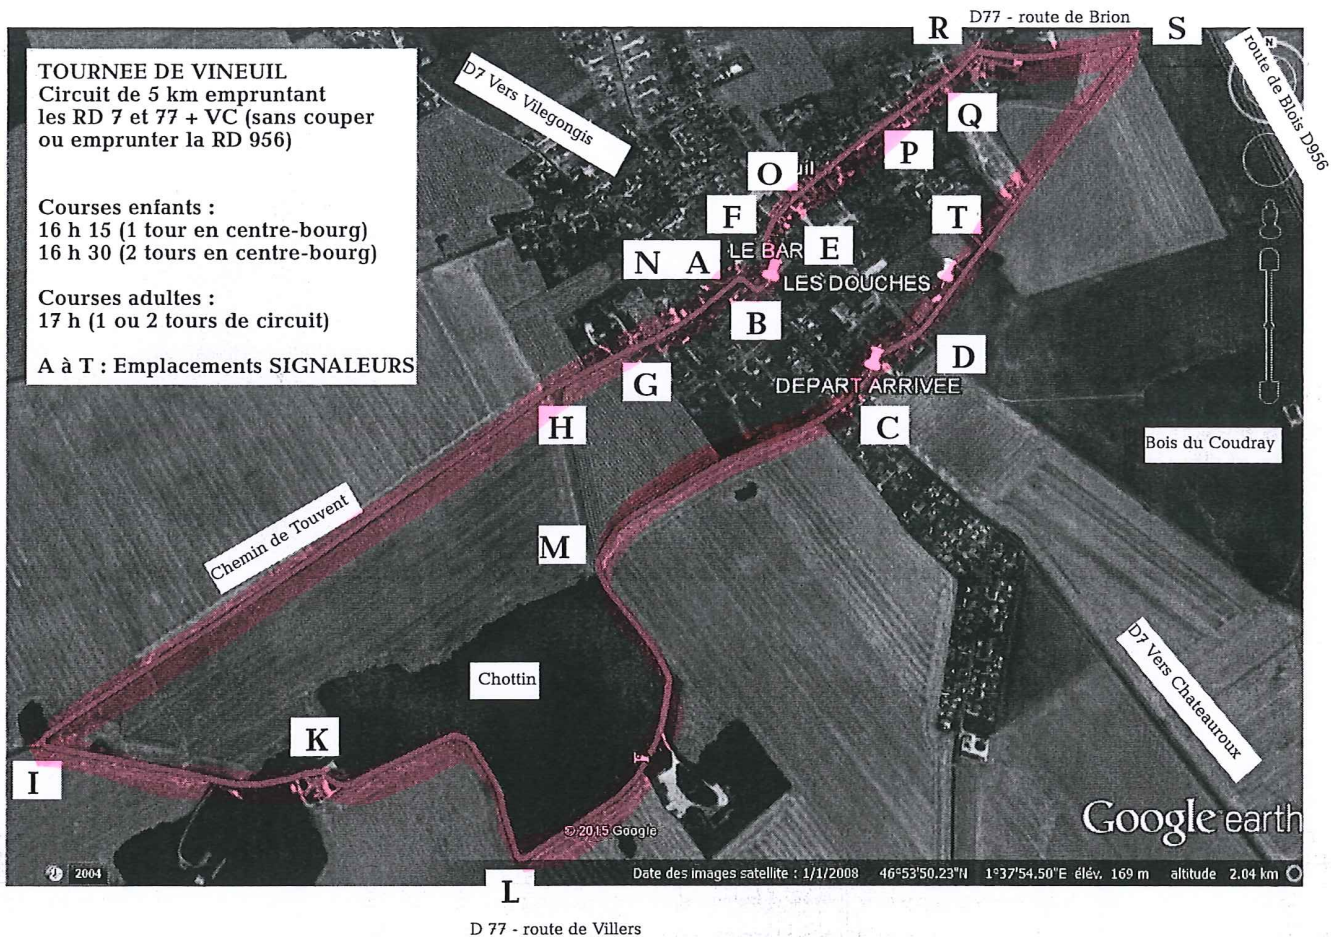 R
D77 - route de Brion
S
TOURNEE DE VINEUIL
Circuit de 5 km empruntant
les RD 7 et 77 + VC (sans couper
ou emprunter la RD 956)
Courses enfants :
16 h 15 (1 tour en centre-bourg)
16 h 30 (2 tours en centre-bourg)
Courses adultes :
17 h (1 ou 2 tours de circuit)
A à T : Emplacements SIGNALEURS
D7 Vers Vilegongis
route de Blois D956
N
Q
P
O
uil
F
T
E
LE BAR
N A
LES DOUCHES
B
D
G
DEPART ARRIVEE
H
C
Bois du Coudray
Chemin de Touvent
M
D7 Vers Chateauroux
Chottin
K
I
Google earth
© 2015 Google
2004
Date des images satellite : 1/1/2008 46°53'50.23"N 1°37'54.50"E élév. 169 m altitude 2.04 km
L
D 77 - route de Villers